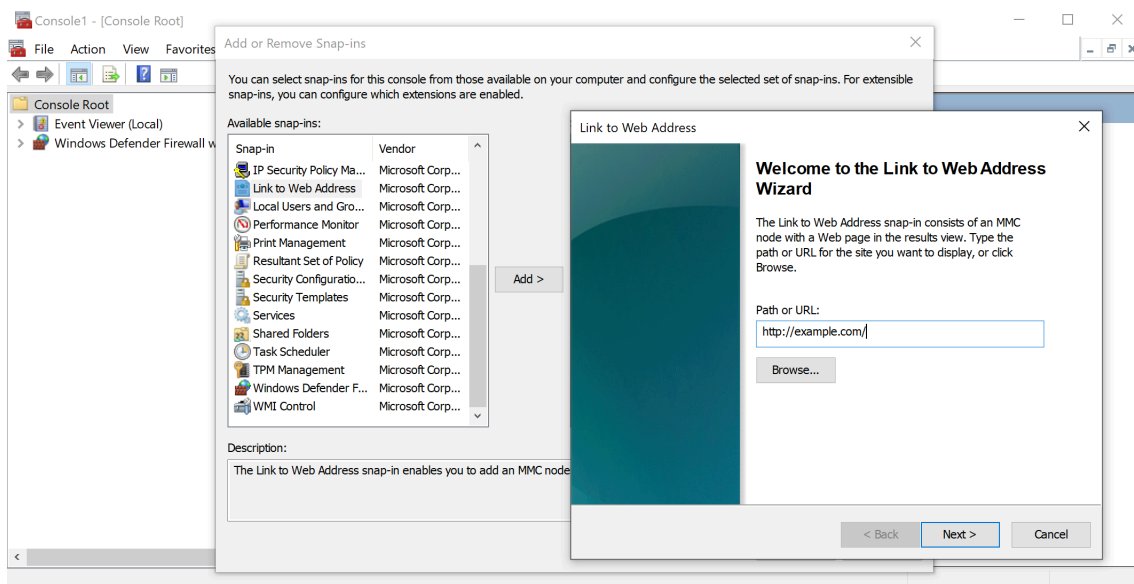 Console1 - [Console Root]
File Action View Favorites
Add or Remove Snap-ins
You can select snap-ins for this console from those available on your computer and configure the selected set of snap-ins. For extensible
snap-ins, you can configure which extensions are enabled.
Console Root
Event Viewer (Local)
Windows Defender Firewall w
Available snap-ins:
Snap-in Vendor
IP Security Policy Ma... Microsoft Corp...
Link to Web Address Microsoft Corp...
Local Users and Gro... Microsoft Corp...
Performance Monitor Microsoft Corp...
Print Management Microsoft Corp...
Resultant Set of Policy Microsoft Corp...
Security Configuratio... Microsoft Corp...
Security Templates Microsoft Corp...
Services Microsoft Corp...
Shared Folders Microsoft Corp...
Task Scheduler Microsoft Corp...
TPM Management Microsoft Corp...
Windows Defender F... Microsoft Corp...
WMI Control Microsoft Corp...
Add >
Description:
The Link to Web Address snap-in enables you to add an MMC node
Link to Web Address
Welcome to the Link to Web Address
Wizard
The Link to Web Address snap-in consists of an MMC
node with a Web page in the results view. Type the
path or URL for the site you want to display, or click
Browse.
Path or URL:
http://example.com/
Browse...
< Back Next > Cancel